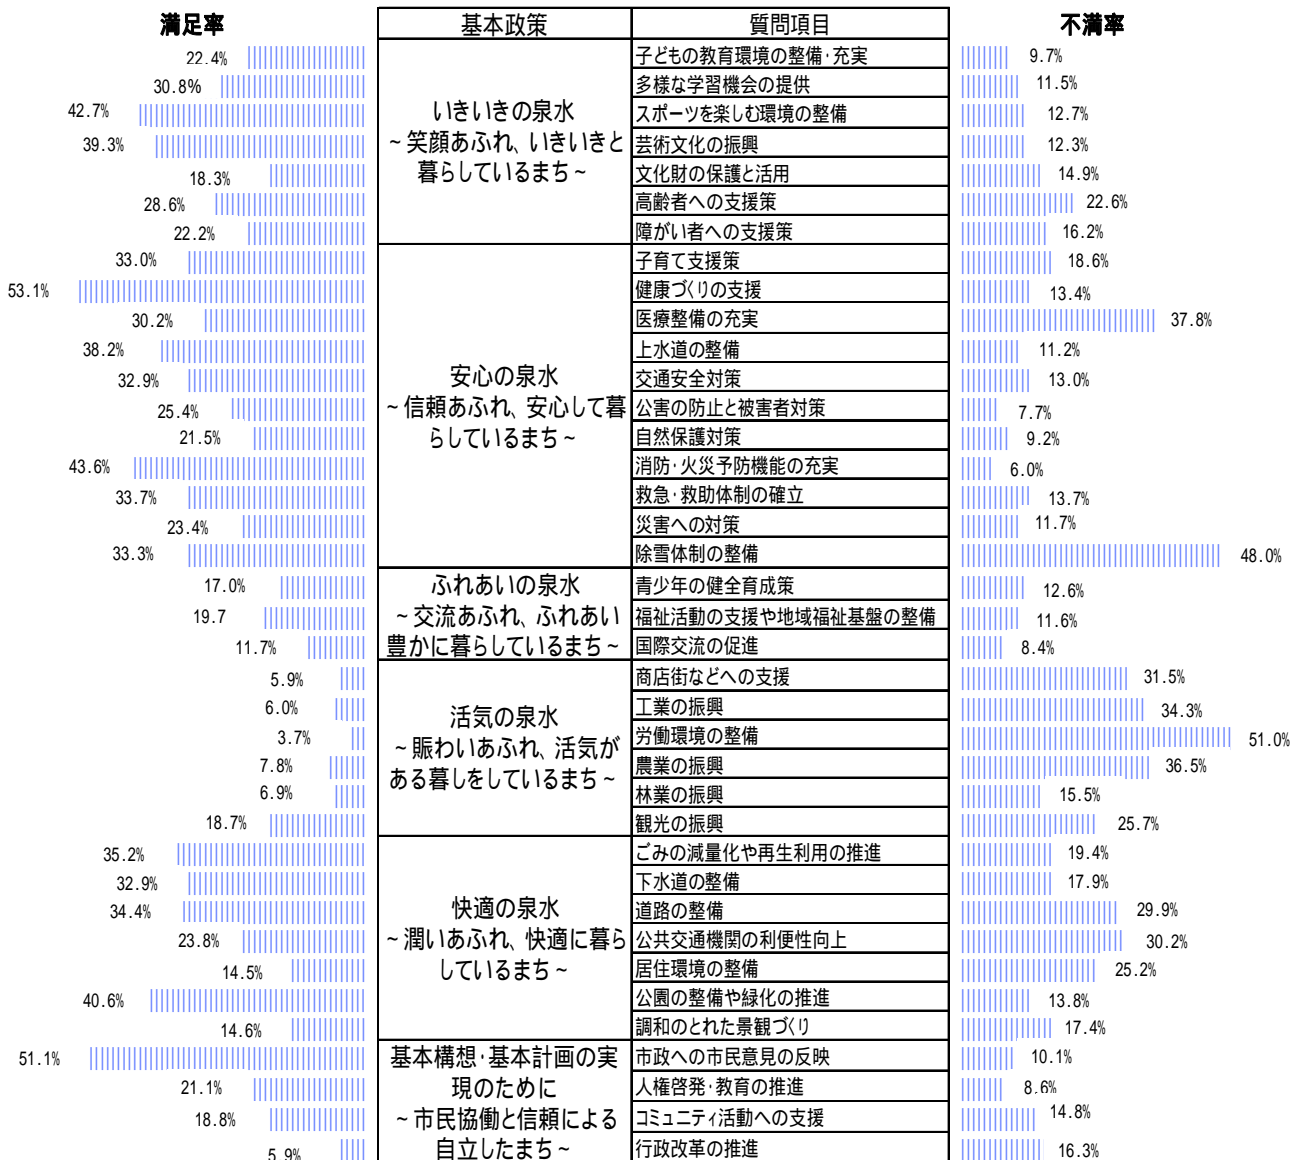 満足率 基本政策 質問項目 不満率
22.4% 子どもの教育環境の整備･充実 9.7%
30.8% 多様な学習機会の提供 11.5%
42.7% いきいきの泉水 スポーツを楽しむ環境の整備 12.7%
39.3% ~笑顔あふれ、いきいきと 芸術文化の振興 12.3%
18.3% 暮らしているまち~ 文化財の保護と活用 14.9%
28.6% 高齢者への支援策 22.6%
22.2% 障がい者への支援策 16.2%
33.0% 子育て支援策 18.6%
53.1% 健康づくりの支援 13.4%
30.2% 医療整備の充実 37.8%
38.2% 上水道の整備 11.2%
32.9% 安心の泉水 交通安全対策 13.0%
25.4% ~信頼あふれ、安心して暮 公害の防止と被害者対策 7.7%
21.5% らしているまち~ 自然保護対策 9.2%
43.6% 消防･火災予防機能の充実 6.0%
33.7% 救急･救助体制の確立 13.7%
23.4% 災害への対策 11.7%
33.3% 除雪体制の整備 48.0%
17.0% ふれあいの泉水 青少年の健全育成策 12.6%
19.7 ~交流あふれ、ふれあい 福祉活動の支援や地域福祉基盤の整備 11.6%
11.7% 豊かに暮らしているまち~ 国際交流の促進 8.4%
5.9% 商店街などへの支援 31.5%
6.0% 活気の泉水 工業の振興 34.3%
3.7% ~賑わいあふれ、活気が 労働環境の整備 51.0%
7.8% ある暮しをしているまち~ 農業の振興 36.5%
6.9% 林業の振興 15.5%
18.7% 観光の振興 25.7%
35.2% ごみの減量化や再生利用の推進 19.4%
32.9% 下水道の整備 17.9%
34.4% 快適の泉水 道路の整備 29.9%
23.8% ~潤いあふれ、快適に暮ら 公共交通機関の利便性向上 30.2%
14.5% しているまち~ 居住環境の整備 25.2%
40.6% 公園の整備や緑化の推進 13.8%
14.6% 調和のとれた景観づくり 17.4%
51.1% 基本構想･基本計画の実 市政への市民意見の反映 10.1%
21.1% 現のために 人権啓発･教育の推進 8.6%
18.8% ~市民協働と信頼による コミュニティ活動への支援 14.8%
5.9% 自立したまち~ 行政改革の推進 16.3%